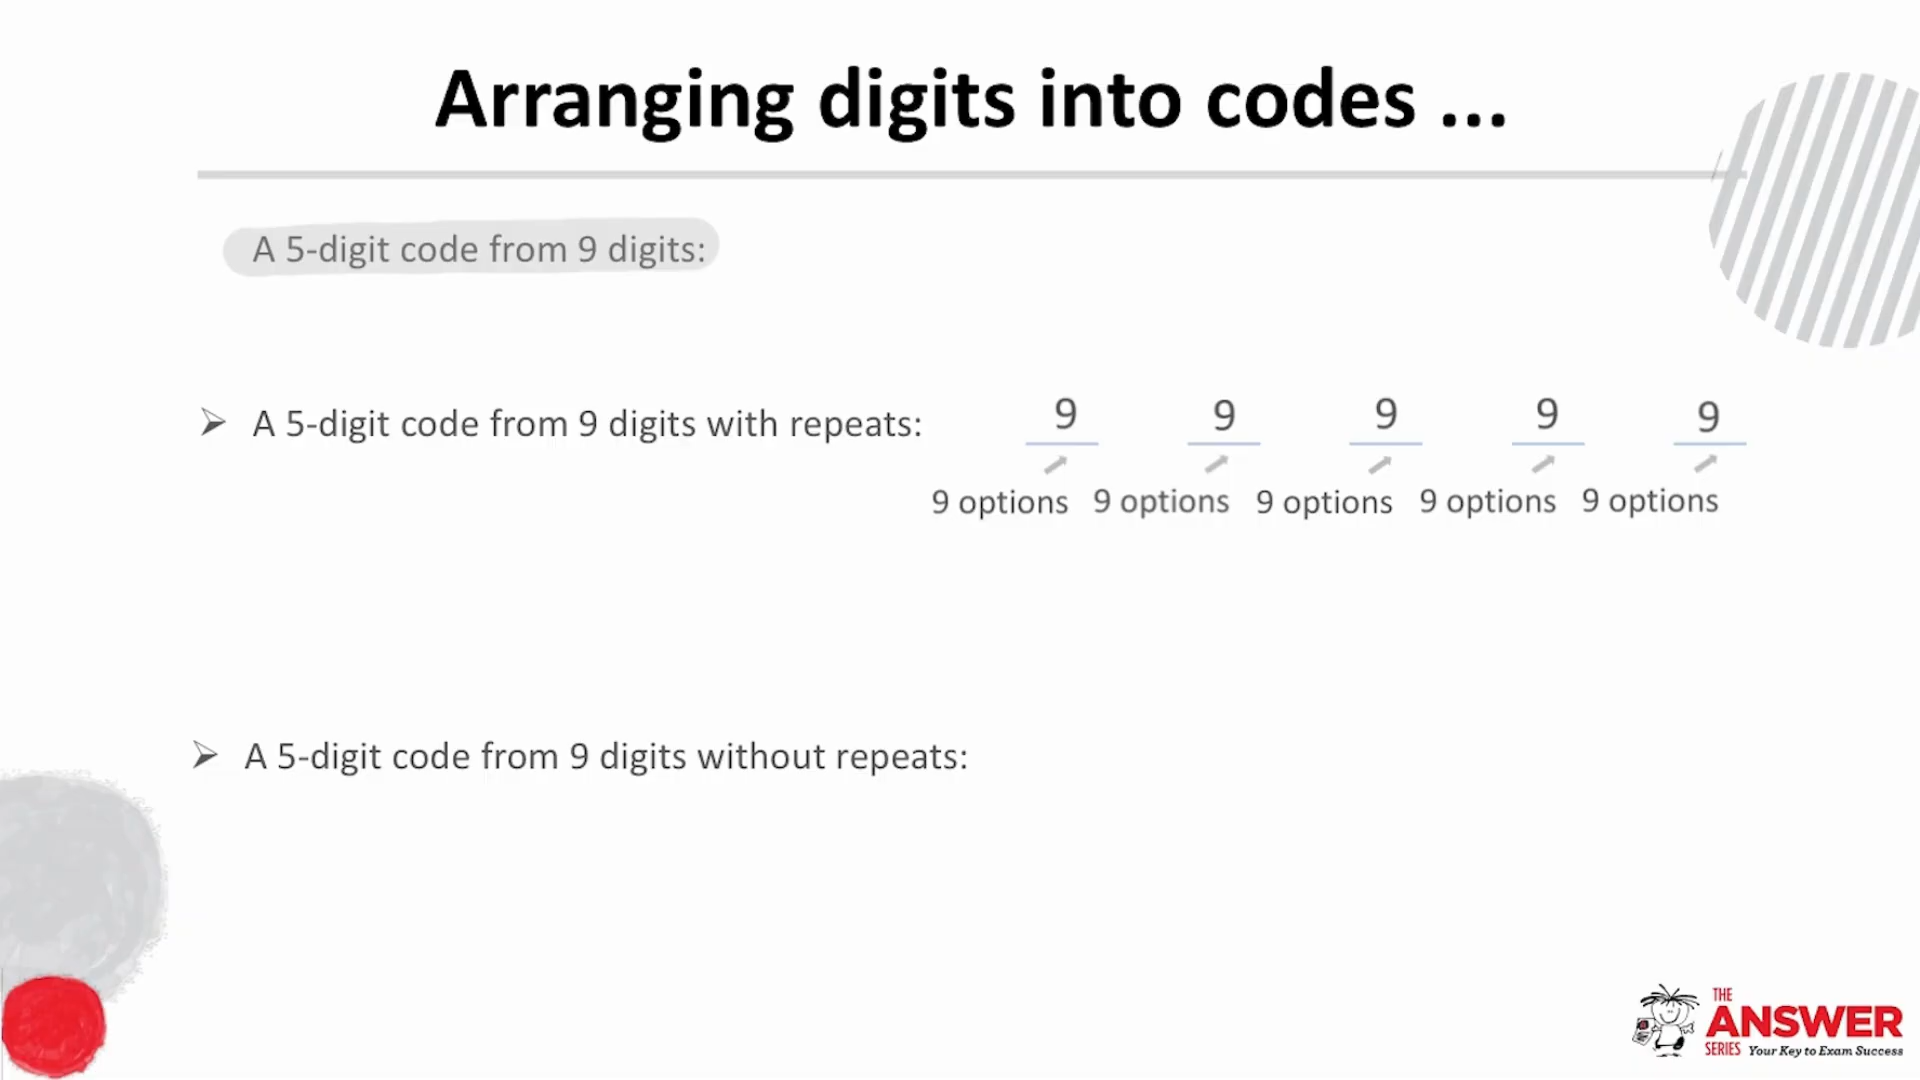 Arranging digits into codes ...
A 5-digit code from 9 digits:
➢ A 5-digit code from 9 digits with repeats: 9 9 9 9 9
9 options 9 options 9 options 9 options 9 options
➢ A 5-digit code from 9 digits without repeats:
THE
ANSWER
SERIES Your Key to Exam Success